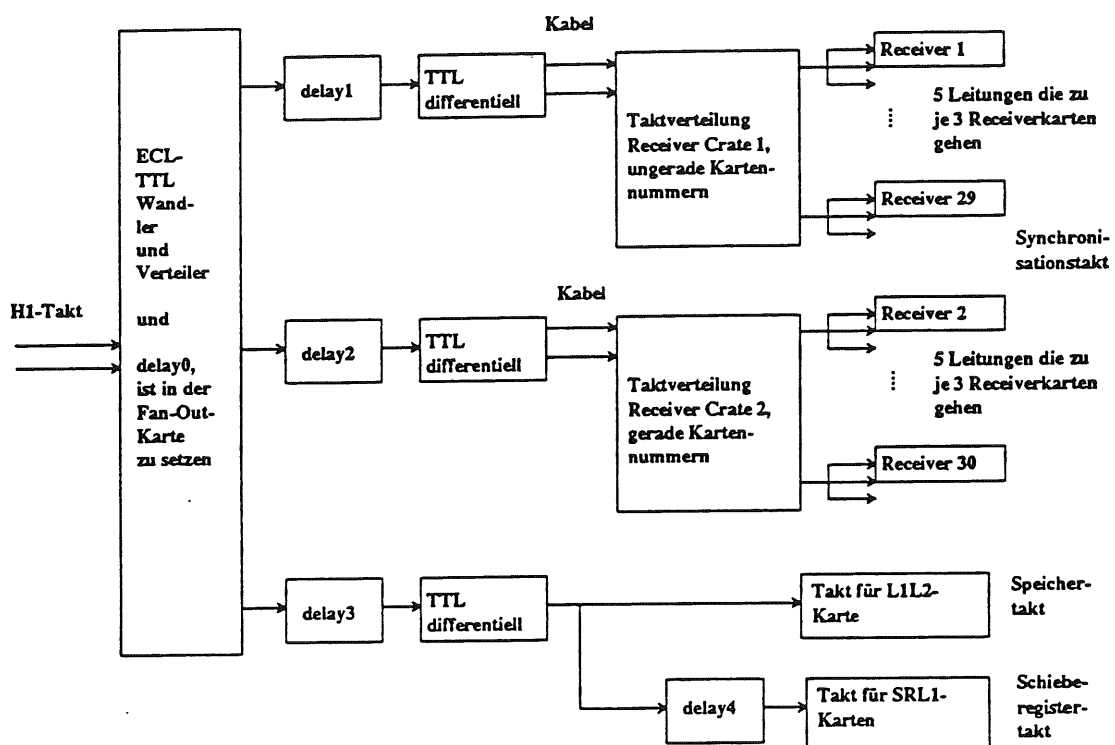 Kabel
Receiver 1
delay1
TTL
differentiell
5 Leitungen die zu
je 3 Receiverkarten
gehen
Taktverteilung
Receiver Crate 1,
ungerade Karten-
nummern
ECL-
TTL
Wand-
ler
und
Verteiler
und
delay0,
ist in der
Fan-Out-
Karte
zu setzen
Receiver 29
Synchroni-
sationstakt
H1-Takt
Kabel
Receiver 2
delay2
TTL
differentiell
5 Leitungen die zu
je 3 Receiverkarten
gehen
Taktverteilung
Receiver Crate 2,
gerade Karten-
nummern
Receiver 30
delay3
TTL
differentiell
Takt für L1L2-
Karte
Speicher-
takt
delay4
Takt für SRL1-
Karten
Schiebe-
register-
takt